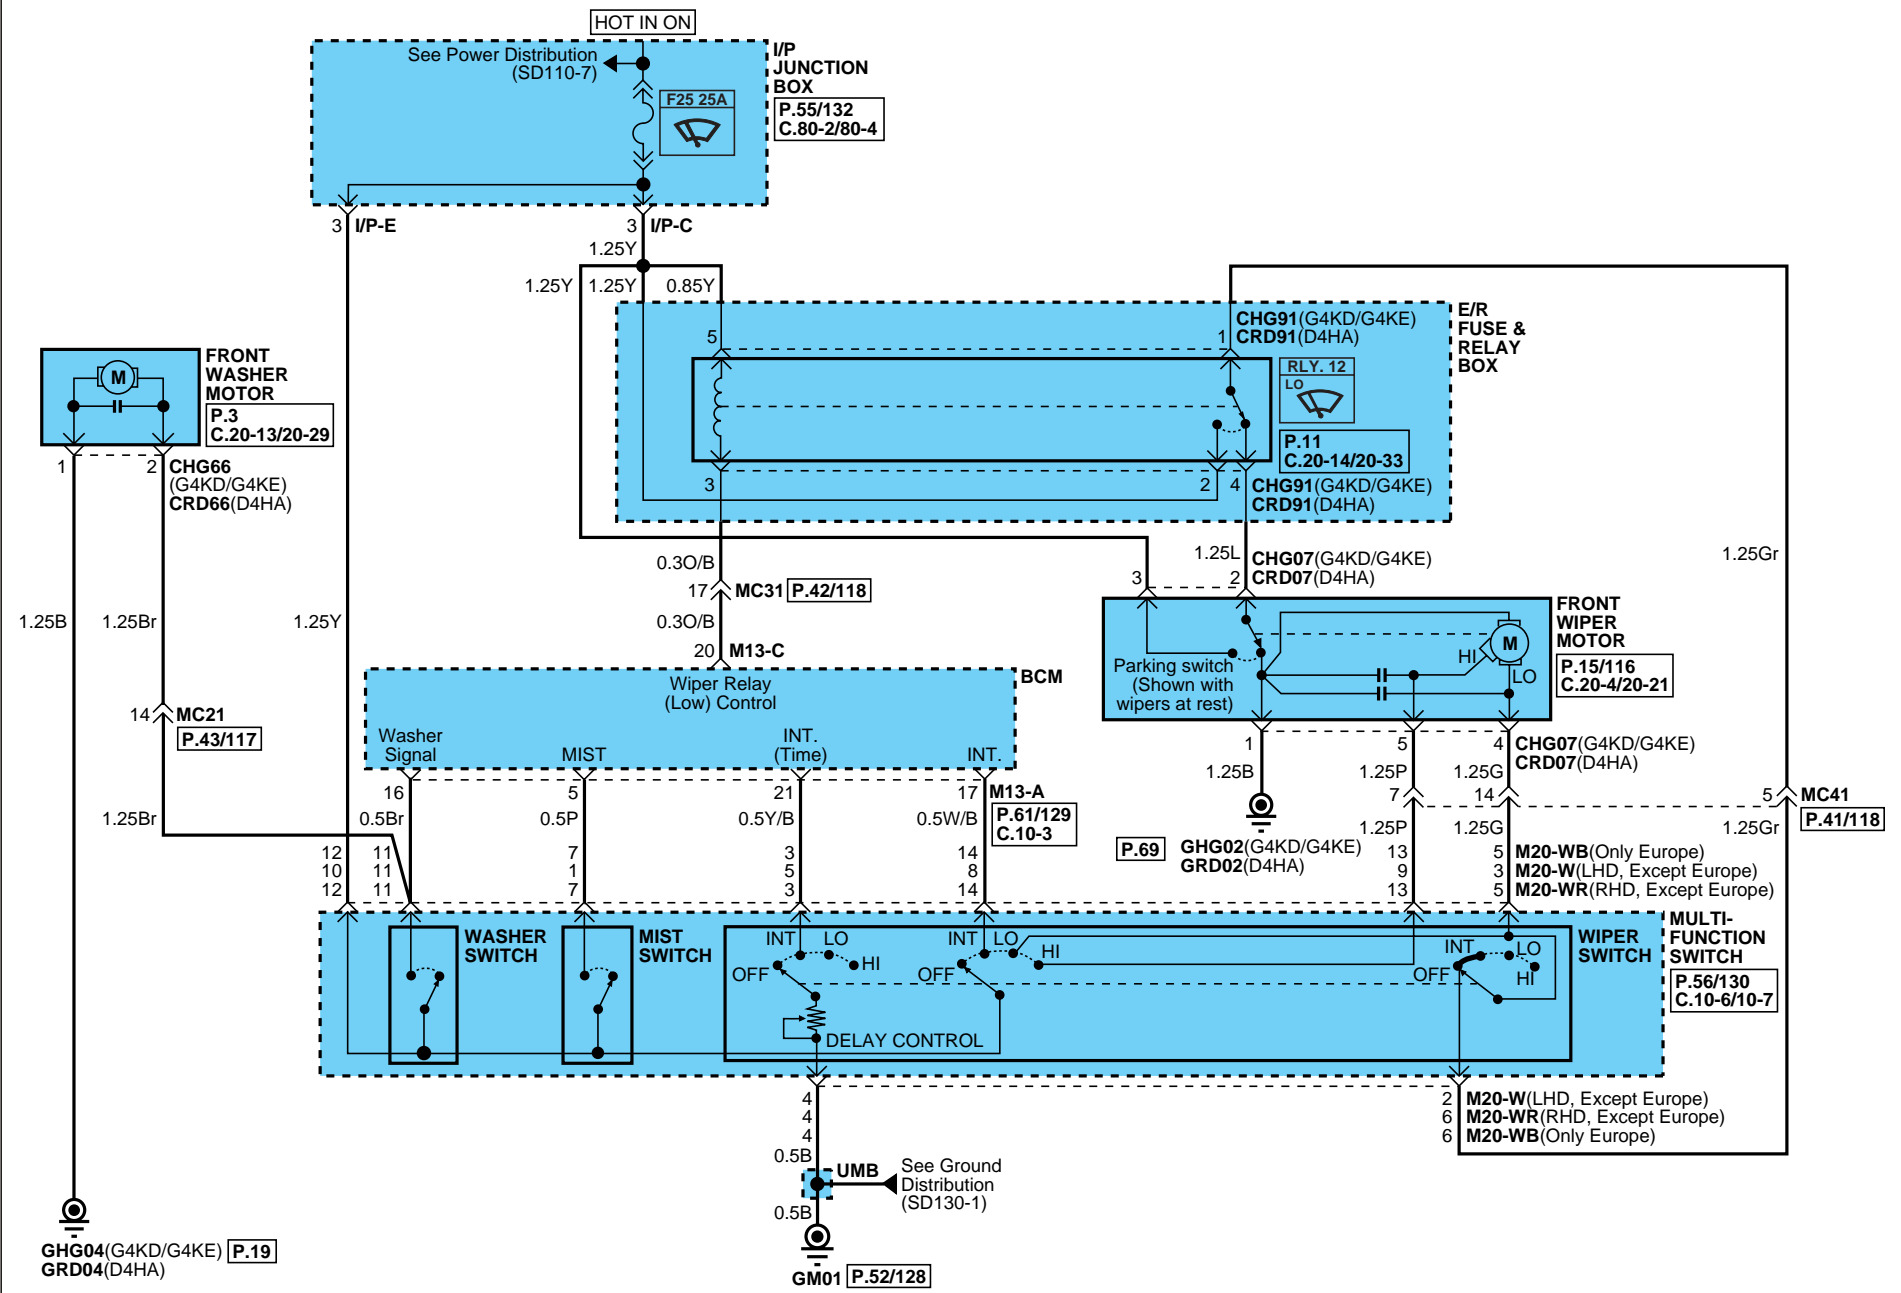 HOT IN ON
See Power Distribution
(SD110-7)
F25 25A
I/P
JUNCTION
BOX
P.55/132
C.80-2/80-4
3 I/P-E
3 I/P-C
1.25Y
1.25Y 1.25Y 0.85Y
E/R
FUSE &
RELAY
BOX
5
1
CHG91(G4KD/G4KE)
CRD91(D4HA)
RLY. 12
LO
P.11
C.20-14/20-33
3
2 4
CHG91(G4KD/G4KE)
CRD91(D4HA)
M
FRONT
WASHER
MOTOR
P.3
C.20-13/20-29
1
2
CHG66
(G4KD/G4KE)
CRD66(D4HA)
1.25B
1.25Br
1.25Y
14 MC21
P.43/117
1.25Br
0.3O/B
17 MC31 P.42/118
0.3O/B
20 M13-C
1.25L
CHG07(G4KD/G4KE)
CRD07(D4HA)
3
2
1.25Gr
FRONT
WIPER
MOTOR
P.15/116
C.20-4/20-21
M
HI
LO
Parking switch
(Shown with
wipers at rest)
BCM
Wiper Relay
(Low) Control
Washer
Signal
MIST
INT.
(Time)
INT.
16
5
21
17 M13-A
P.61/129
C.10-3
0.5Br
0.5P
0.5Y/B
0.5W/B
1
5
4
CHG07(G4KD/G4KE)
CRD07(D4HA)
1.25B
1.25P
1.25G
7
14
5 MC41
P.41/118
1.25P
1.25G
1.25Gr
P.69
GHG02(G4KD/G4KE)
GRD02(D4HA)
12 11 7 3 14 13 5 M20-WB(Only Europe)
10 11 1 5 8 9 3 M20-W(LHD, Except Europe)
12 11 7 3 14 13 5 M20-WR(RHD, Except Europe)
MULTI-
FUNCTION
SWITCH
P.56/130
C.10-6/10-7
WASHER
SWITCH
MIST
SWITCH
WIPER
SWITCH
OFF INT LO HI
OFF INT LO HI
OFF INT LO HI
DELAY CONTROL
4
4
4
0.5B
UMB
See Ground
Distribution
(SD130-1)
0.5B
GM01 P.52/128
2 M20-W(LHD, Except Europe)
6 M20-WR(RHD, Except Europe)
6 M20-WB(Only Europe)
GHG04(G4KD/G4KE) P.19
GRD04(D4HA)